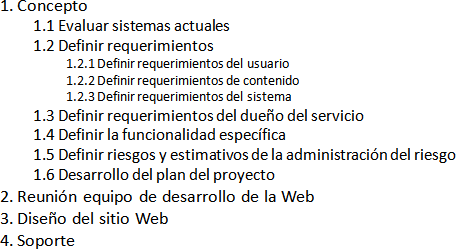 1. Concepto
1.1 Evaluar sistemas actuales
1.2 Definir requerimientos
1.2.1 Definir requerimientos del usuario
1.2.2 Definir requerimientos de contenido
1.2.3 Definir requerimientos del sistema
1.3 Definir requerimientos del dueño del servicio
1.4 Definir la funcionalidad específica
1.5 Definir riesgos y estimativos de la administración del riesgo
1.6 Desarrollo del plan del proyecto
2. Reunión equipo de desarrollo de la Web
3. Diseño del sitio Web
4. Soporte